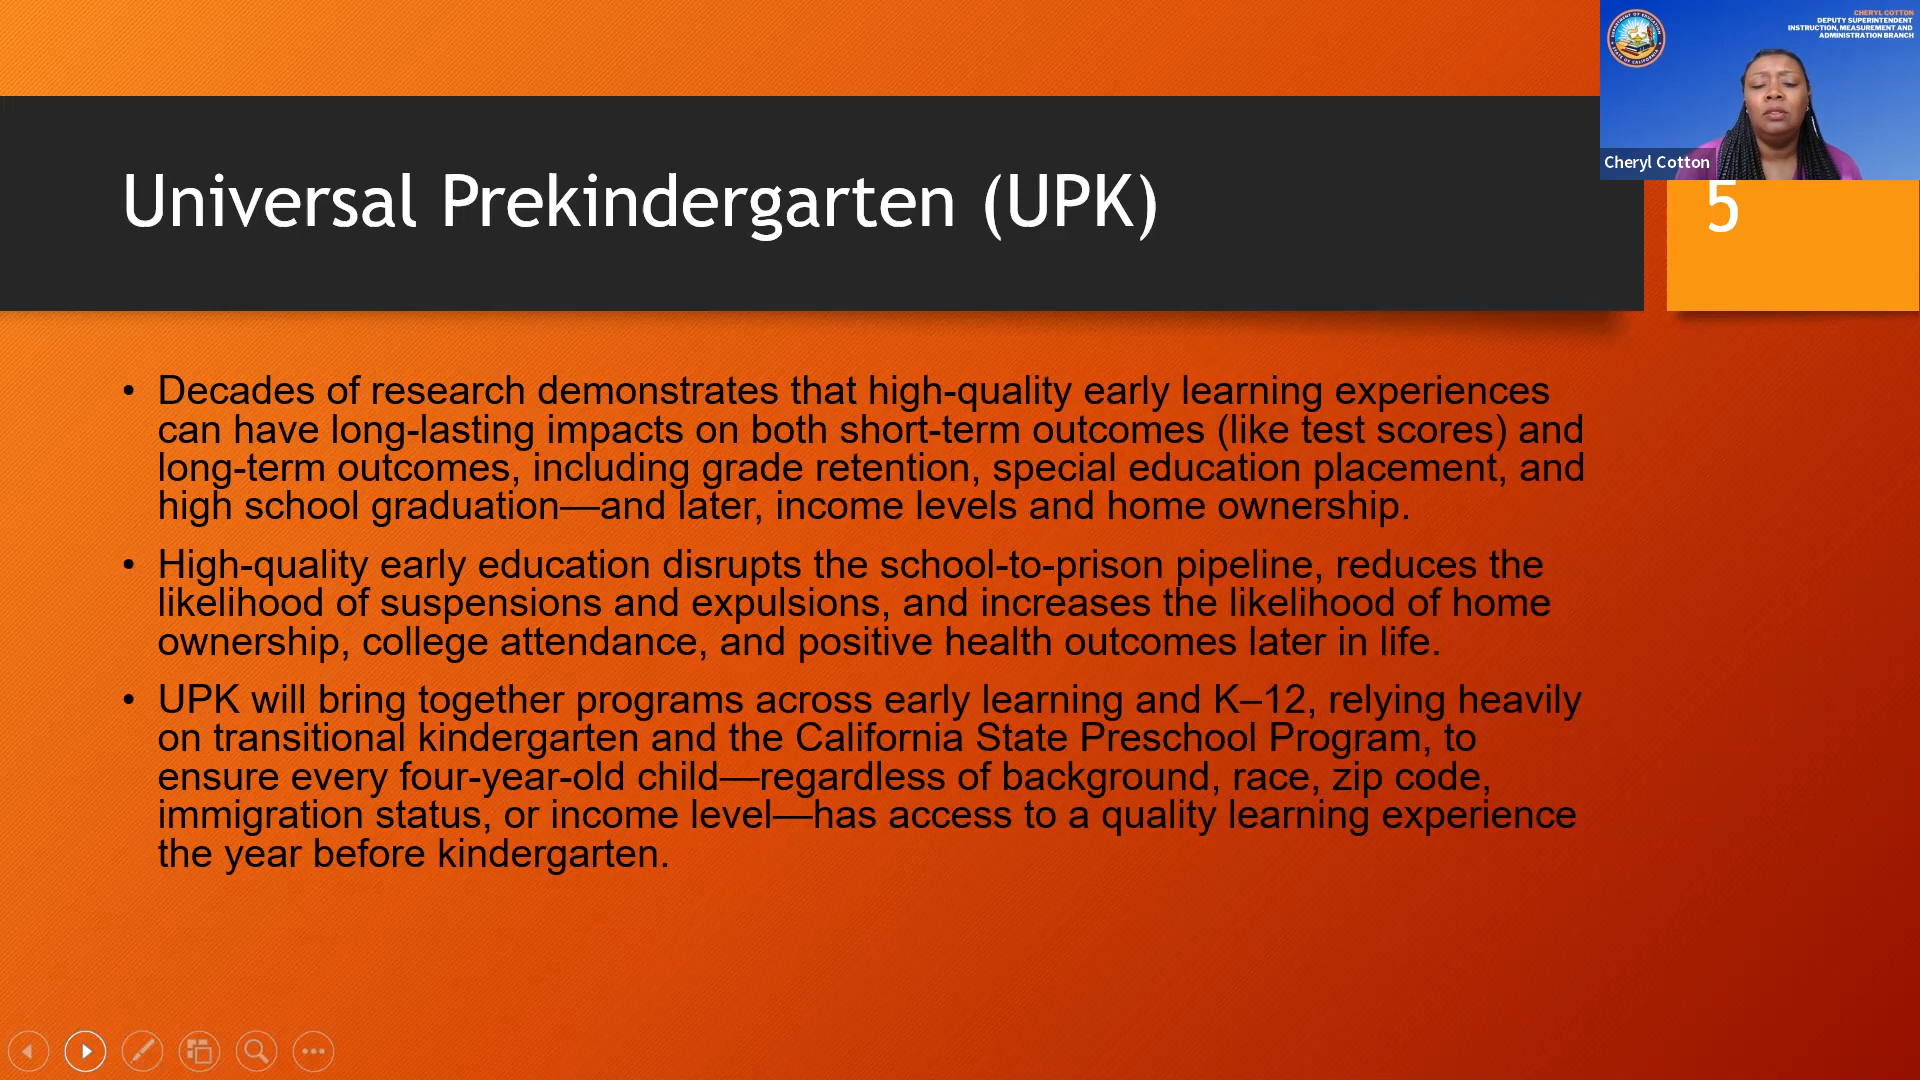 CHERYL COTTON
DEPUTY SUPERINTENDENT
INSTRUCTION, MEASUREMENT AND
ADMINISTRATION BRANCH
Cheryl Cotton
Universal Prekindergarten (UPK)
5
• Decades of research demonstrates that high-quality early learning experiences
can have long-lasting impacts on both short-term outcomes (like test scores) and
long-term outcomes, including grade retention, special education placement, and
high school graduation—and later, income levels and home ownership.
• High-quality early education disrupts the school-to-prison pipeline, reduces the
likelihood of suspensions and expulsions, and increases the likelihood of home
ownership, college attendance, and positive health outcomes later in life.
• UPK will bring together programs across early learning and K–12, relying heavily
on transitional kindergarten and the California State Preschool Program, to
ensure every four-year-old child—regardless of background, race, zip code,
immigration status, or income level—has access to a quality learning experience
the year before kindergarten.